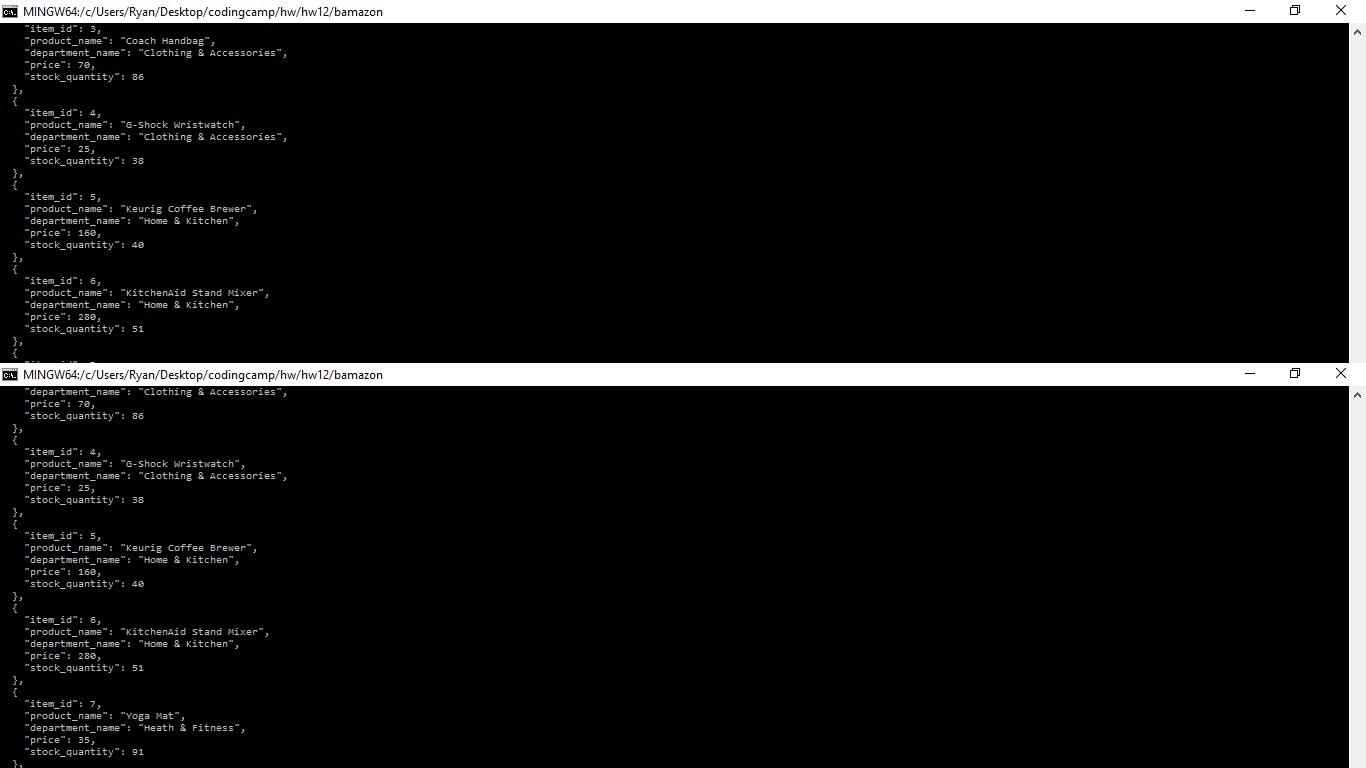 MINGW64:/c/Users/Ryan/Desktop/codingcamp/hw/hw12/bamazon
"item_id": 3,
"product_name": "Coach Handbag",
"department_name": "Clothing & Accessories",
"price": 70,
"stock_quantity": 86
},
{
"item_id": 4,
"product_name": "G-Shock Wristwatch",
"department_name": "Clothing & Accessories",
"price": 25,
"stock_quantity": 38
},
{
"item_id": 5,
"product_name": "Keurig Coffee Brewer",
"department_name": "Home & Kitchen",
"price": 160,
"stock_quantity": 40
},
{
"item_id": 6,
"product_name": "KitchenAid Stand Mixer",
"department_name": "Home & Kitchen",
"price": 280,
"stock_quantity": 51
},
{
MINGW64:/c/Users/Ryan/Desktop/codingcamp/hw/hw12/bamazon
"department_name": "Clothing & Accessories",
"price": 70,
"stock_quantity": 86
},
{
"item_id": 4,
"product_name": "G-Shock Wristwatch",
"department_name": "Clothing & Accessories",
"price": 25,
"stock_quantity": 38
},
{
"item_id": 5,
"product_name": "Keurig Coffee Brewer",
"department_name": "Home & Kitchen",
"price": 160,
"stock_quantity": 40
},
{
"item_id": 6,
"product_name": "KitchenAid Stand Mixer",
"department_name": "Home & Kitchen",
"price": 280,
"stock_quantity": 51
},
{
"item_id": 7,
"product_name": "Yoga Mat",
"department_name": "Heath & Fitness",
"price": 35,
"stock_quantity": 91
},